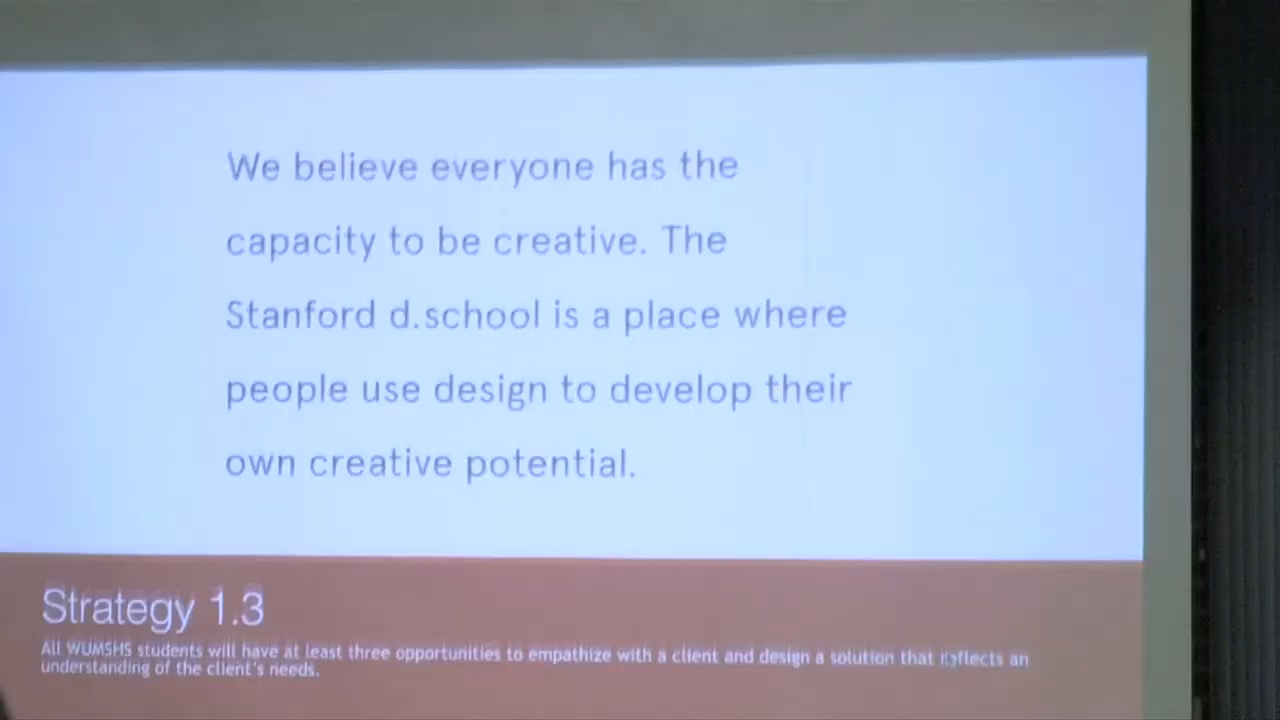 We believe everyone has the
capacity to be creative. The
Stanford d.school is a place where
people use design to develop their
own creative potential.
Strategy 1.3
All WUMSHS students will have at least three opportunities to empathize with a client and design a solution that reflects an
understanding of the client's needs.